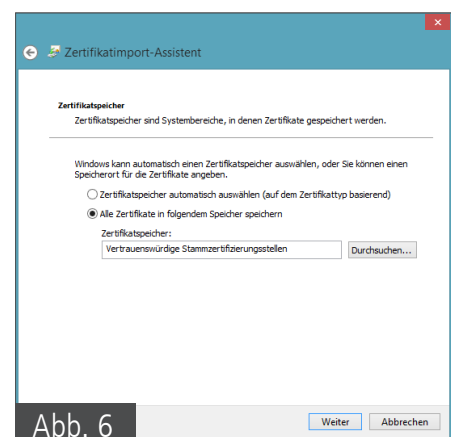 Zertifikatimport-Assistent
Zertifikatspeicher
Zertifikatspeicher sind Systembereiche, in denen Zertifikate gespeichert werden.
Windows kann automatisch einen Zertifikatspeicher auswählen, oder Sie können einen
Speicherort für die Zertifikate angeben.
Zertifikatspeicher automatisch auswählen (auf dem Zertifikattyp basierend)
Alle Zertifikate in folgendem Speicher speichern
Zertifikatspeicher:
Vertrauenswürdige Stammzertifizierungsstellen Durchsuchen...
Abb. 6 Weiter Abbrechen